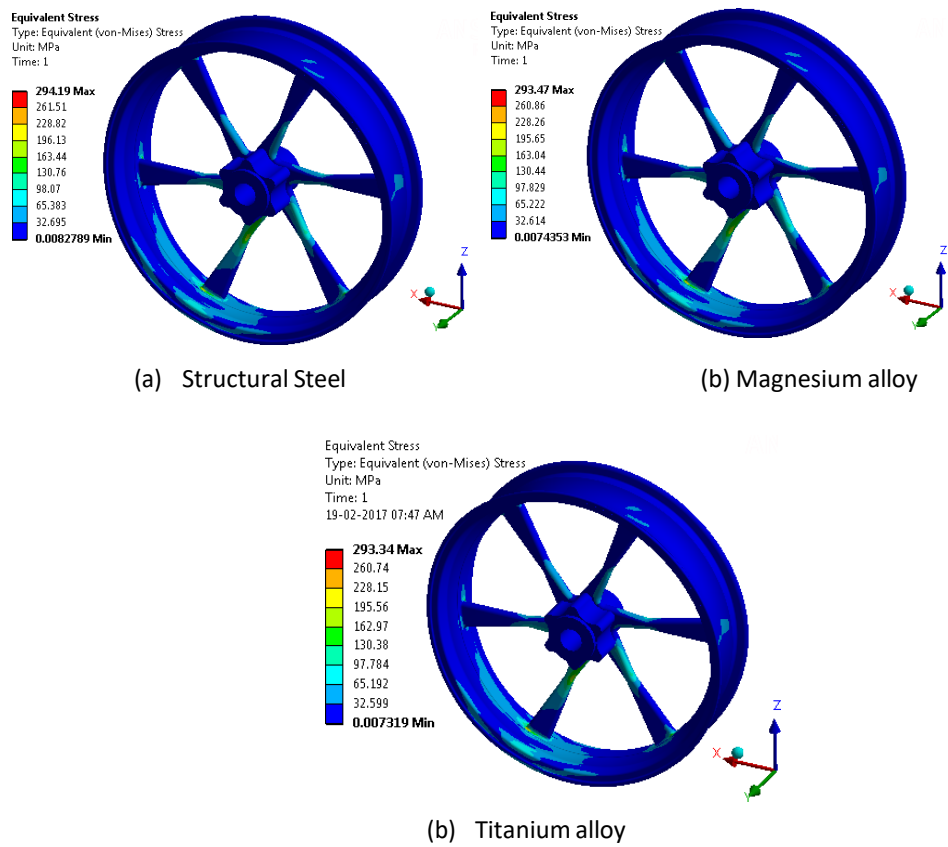 Equivalent Stress
Type: Equivalent (von-Mises) Stress
Unit: MPa
Time: 1
294.19 Max
261.51
228.82
196.13
163.44
130.76
98.07
65.383
32.695
0.0082789 Min
Z
X
Y
(a) Structural Steel
Equivalent Stress
Type: Equivalent (von-Mises) Stress
Unit: MPa
Time: 1
293.47 Max
260.86
228.26
195.65
163.04
130.44
97.829
65.222
32.614
0.0074353 Min
Z
X
Y
(b) Magnesium alloy
Equivalent Stress
Type: Equivalent (von-Mises) Stress
Unit: MPa
Time: 1
19-02-2017 07:47 AM
293.34 Max
260.74
228.15
195.56
162.97
130.38
97.784
65.192
32.599
0.007319 Min
Z
X
Y
(b) Titanium alloy